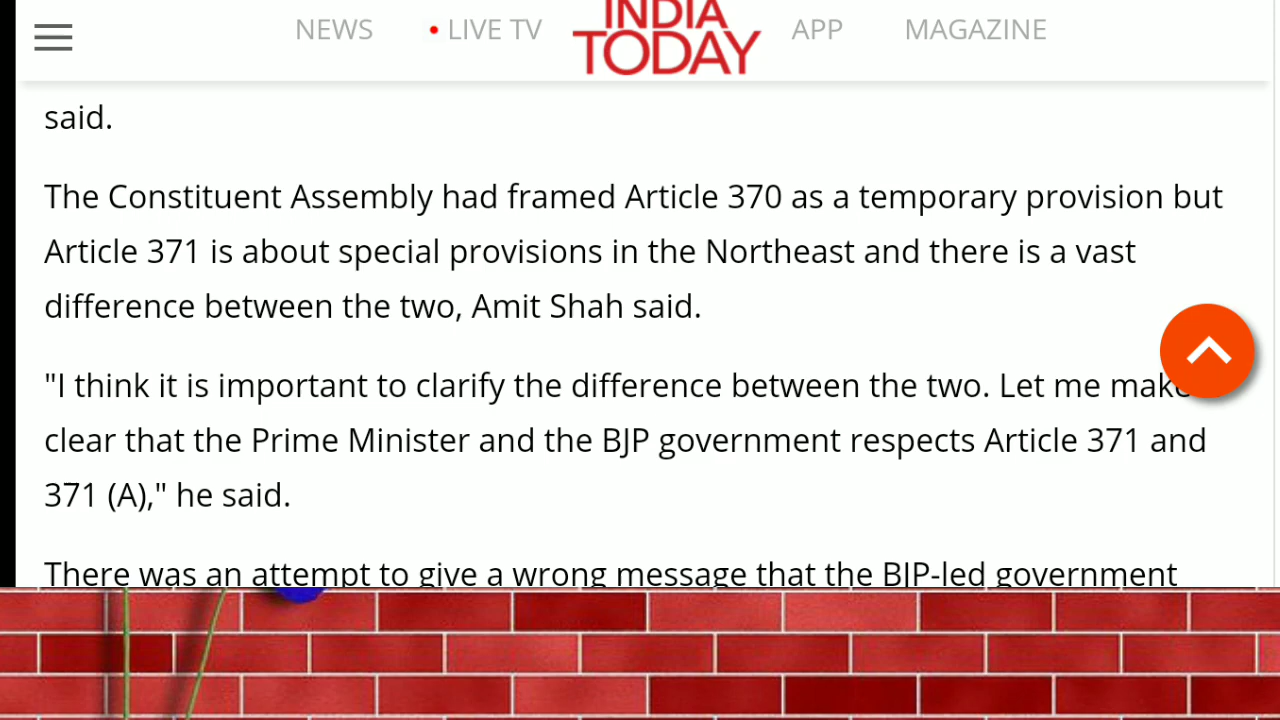 NEWS
LIVE TV
INDIA
TODAY
APP
MAGAZINE
said.
The Constituent Assembly had framed Article 370 as a temporary provision but
Article 371 is about special provisions in the Northeast and there is a vast
difference between the two, Amit Shah said.
"I think it is important to clarify the difference between the two. Let me make
clear that the Prime Minister and the BJP government respects Article 371 and
371 (A)," he said.
There was an attempt to give a wrong message that the BJP-led government